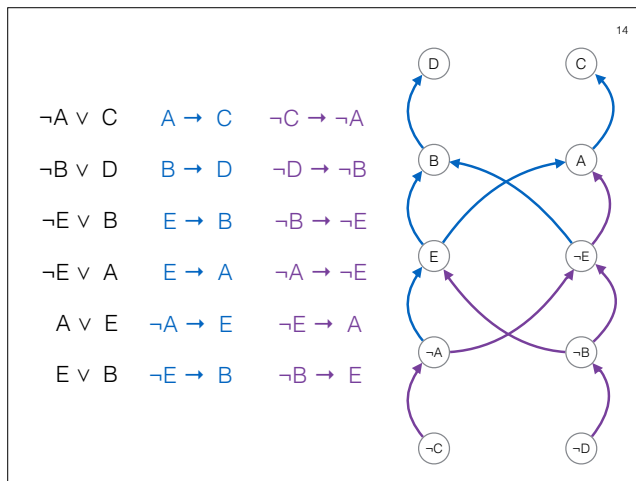 14
¬A ∨ C A → C ¬C → ¬A
¬B ∨ D B → D ¬D → ¬B
¬E ∨ B E → B ¬B → ¬E
¬E ∨ A E → A ¬A → ¬E
A ∨ E ¬A → E ¬E → A
E ∨ B ¬E → B ¬B → E
D C
B A
E ¬E
¬A ¬B
¬C ¬D